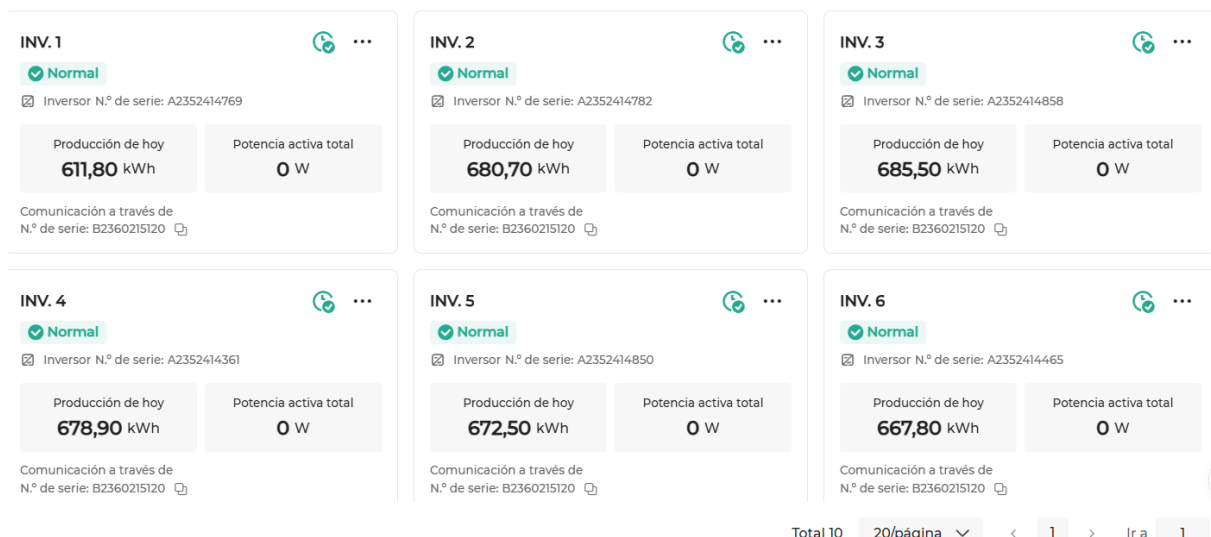 INV. 1
Normal
Inversor N.º de serie: A2352414769
Producción de hoy
611,80 kWh
Potencia activa total
0 W
Comunicación a través de
N.º de serie: B2360215120
INV. 2
Normal
Inversor N.º de serie: A2352414782
Producción de hoy
680,70 kWh
Potencia activa total
0 W
Comunicación a través de
N.º de serie: B2360215120
INV. 3
Normal
Inversor N.º de serie: A2352414858
Producción de hoy
685,50 kWh
Potencia activa total
0 W
Comunicación a través de
N.º de serie: B2360215120
INV. 4
Normal
Inversor N.º de serie: A2352414361
Producción de hoy
678,90 kWh
Potencia activa total
0 W
Comunicación a través de
N.º de serie: B2360215120
INV. 5
Normal
Inversor N.º de serie: A2352414850
Producción de hoy
672,50 kWh
Potencia activa total
0 W
Comunicación a través de
N.º de serie: B2360215120
INV. 6
Normal
Inversor N.º de serie: A2352414465
Producción de hoy
667,80 kWh
Potencia activa total
0 W
Comunicación a través de
N.º de serie: B2360215120
Total 10 20/página < 1 > Ir a 1